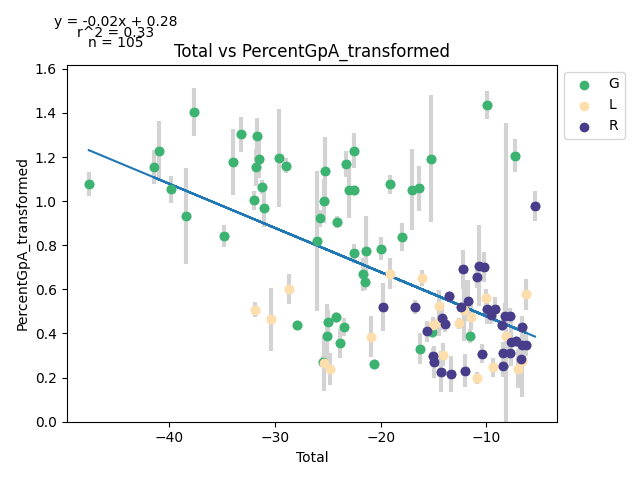 y = -0.02x + 0.28
r^2 = 0.33
n = 105
Total vs PercentGpA_transformed
1.6
1.4
1.2
1.0
0.8
0.6
0.4
0.2
0.0
PercentGpA_transformed
−40
−30
−20
−10
Total
G
L
R